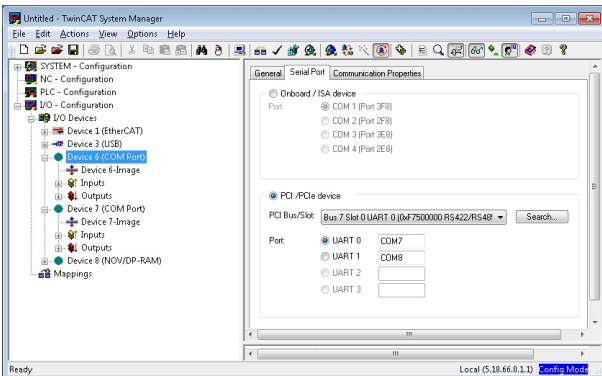 Untitled - TwinCAT System Manager
File Edit Actions View Options Help
SYSTEM - Configuration
NC - Configuration
PLC - Configuration
I/O - Configuration
I/O Devices
Device 1 (EtherCAT)
Device 3 (USB)
Device 6 (COM Port)
Device 6-Image
Inputs
Outputs
Device 7 (COM Port)
Device 7-Image
Inputs
Outputs
Device 8 (NOV/DP-RAM)
Mappings
General Serial Port Communication Properties
Onboard / ISA device
Port: COM 1 (Port 3F8)
COM 2 (Port 2F8)
COM 3 (Port 3E8)
COM 4 (Port 2E8)
PCI /PCIe device
PCI Bus/Slot: Bus 7 Slot 0 UART 0 (0xF7500000 RS422/RS48! Search...
Port: UART 0 COM7
UART 1 COM8
UART 2
UART 3
Ready Local (5.18.66.0.1.1) Config Mode